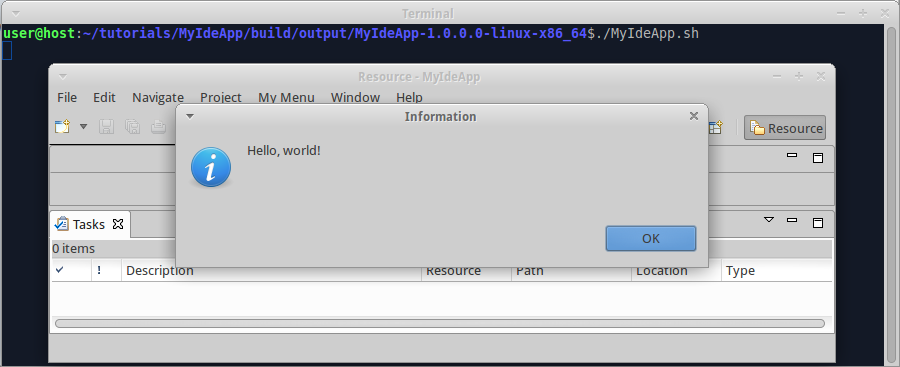 Terminal
user@host:~/tutorials/MyIdeApp/build/output/MyIdeApp-1.0.0.0-linux-x86_64$./MyIdeApp.sh
Resource - MyIdeApp
File Edit Navigate Project My Menu Window Help
Information
Resource
Hello, world!
OK
Tasks
0 items
! Description Resource Path Location Type